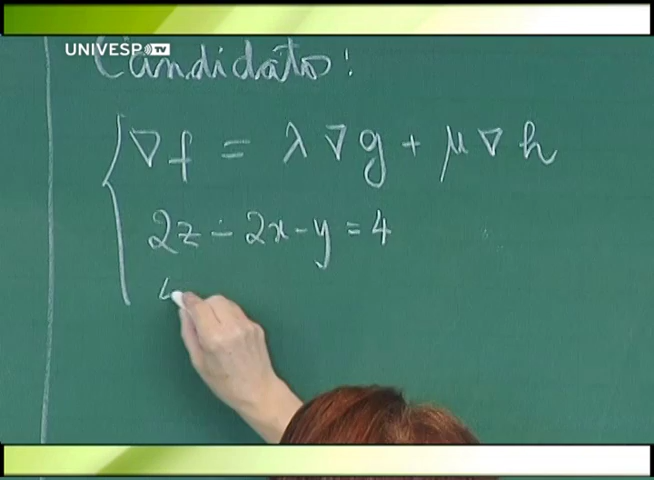 UNIVESP TV
Candidato:
∇f = λ∇g + μ∇h
2z - 2x - y = 4